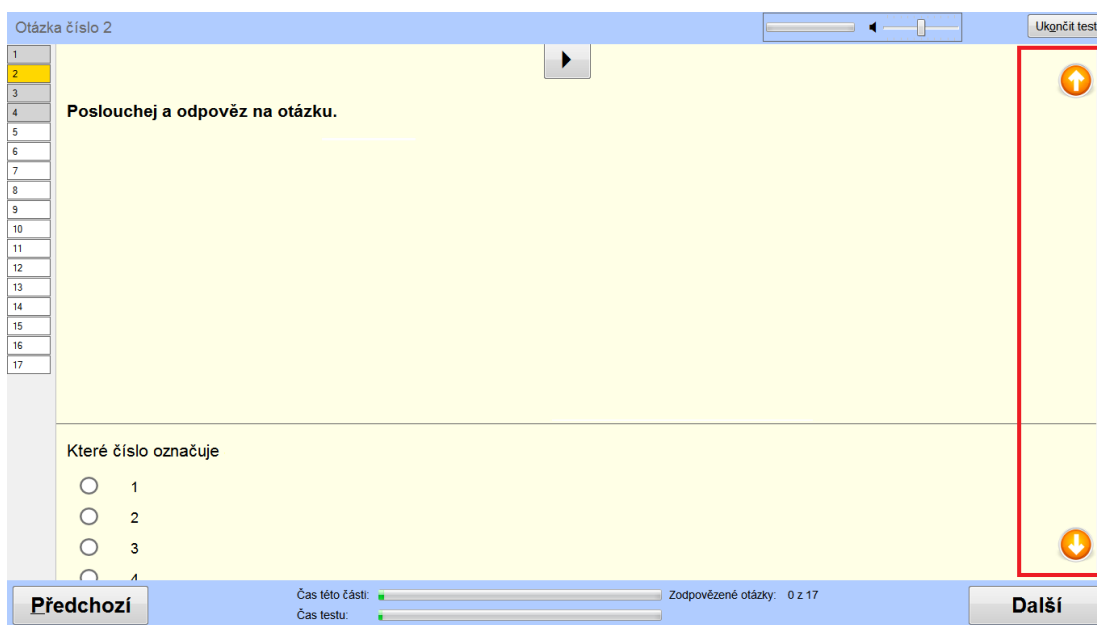 Otázka číslo 2
Ukončit test
1
2
3
4
5
6
7
8
9
10
11
12
13
14
15
16
17
Poslouchej a odpověz na otázku.
Které číslo označuje
1
2
3
4
Předchozí
Čas této části:
Zodpovězené otázky: 0 z 17
Čas testu:
Další